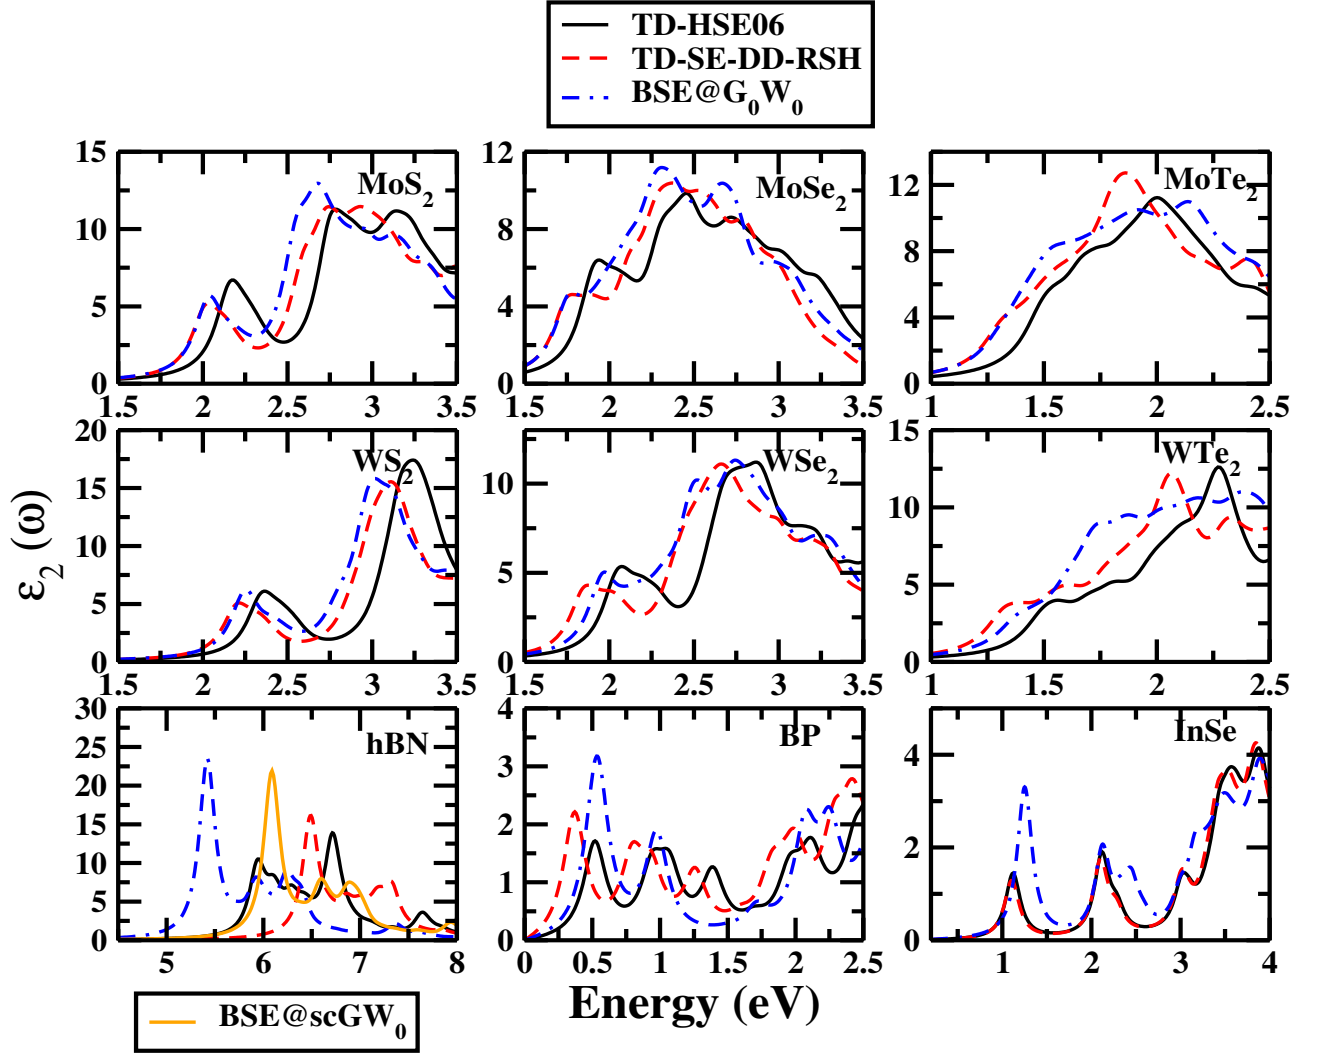 TD-HSE06
TD-SE-DD-RSH
BSE@G₀W₀
15
10
5
0
1.5 2 2.5 3 3.5
MoS₂
12
8
4
0
1.5 2 2.5 3 3.5
MoSe₂
12
8
4
0
1 1.5 2 2.5
MoTe₂
20
15
10
5
0
1.5 2 2.5 3 3.5
WS₂
10
5
0
1.5 2 2.5 3 3.5
WSe₂
15
10
5
0
1 1.5 2 2.5
WTe₂
ε₂ (ω)
30
25
20
15
10
5
0
5 6 7 8
hBN
4
3
2
1
0
0 0.5 1 1.5 2 2.5
BP
4
2
0
1 2 3 4
InSe
Energy (eV)
BSE@scGW₀